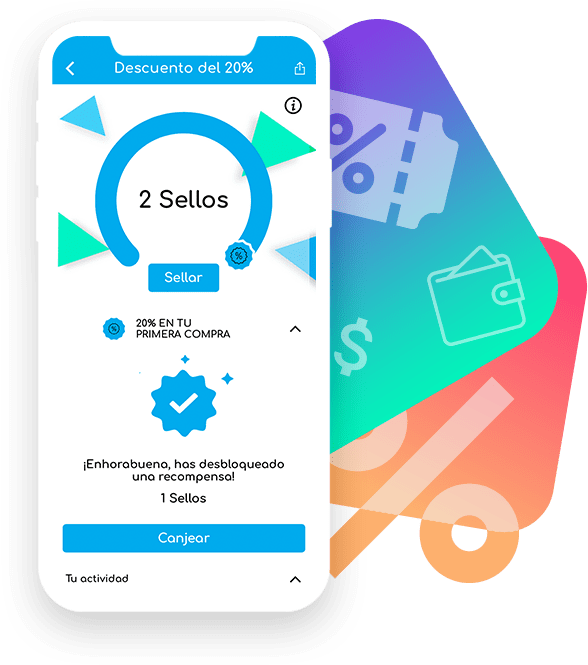 Descuento del 20%
2 Sellos
Sellar
20% EN TU
PRIMERA COMPRA
¡Enhorabuena, has desbloqueado
una recompensa!
1 Sellos
Canjear
Tu actividad